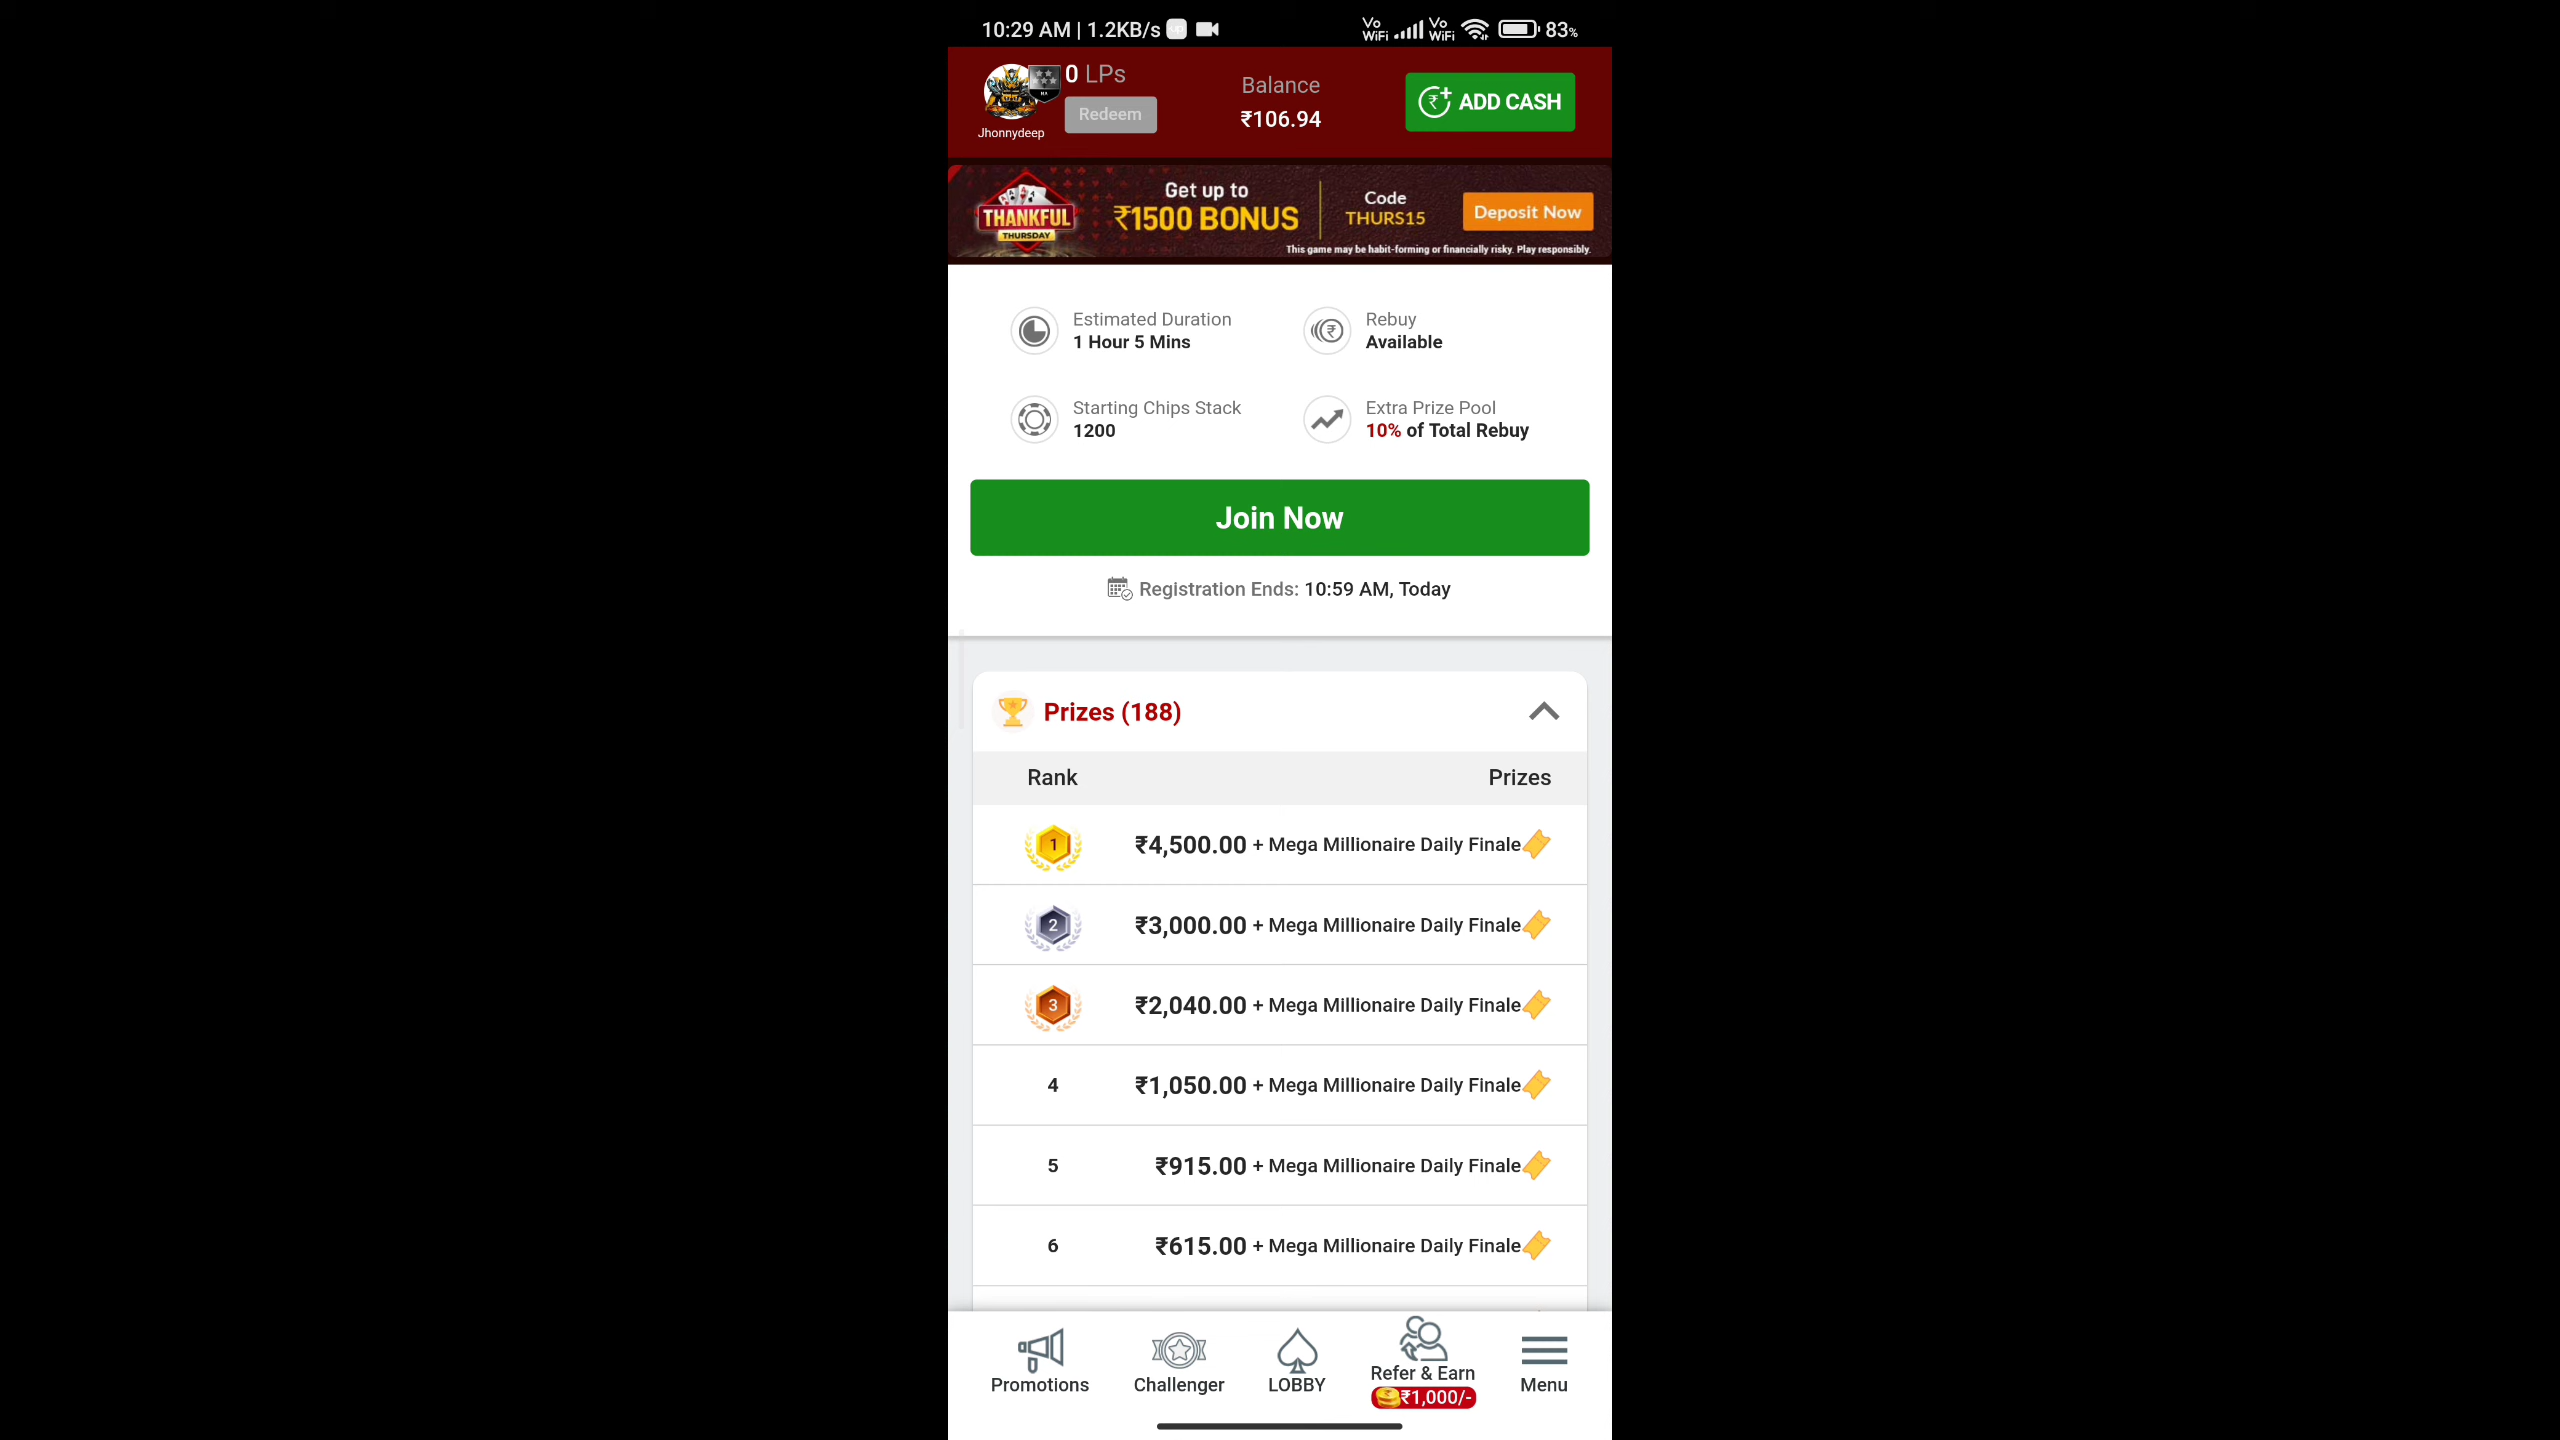 10:29 AM | 1.2KB/s
Vo WiFi Vo WiFi 83%
0 LPs
Redeem
Jhonnydeep
Balance
₹106.94
ADD CASH
THANKFUL
THURSDAY
Get up to
₹1500 BONUS
Code
THURS15
Deposit Now
This game may be habit-forming or financially risky. Play responsibly.
Estimated Duration
1 Hour 5 Mins
Rebuy
Available
Starting Chips Stack
1200
Extra Prize Pool
10% of Total Rebuy
Join Now
Registration Ends: 10:59 AM, Today
Prizes (188)
Rank Prizes
1 ₹4,500.00 + Mega Millionaire Daily Finale
2 ₹3,000.00 + Mega Millionaire Daily Finale
3 ₹2,040.00 + Mega Millionaire Daily Finale
4 ₹1,050.00 + Mega Millionaire Daily Finale
5 ₹915.00 + Mega Millionaire Daily Finale
6 ₹615.00 + Mega Millionaire Daily Finale
Promotions
Challenger
LOBBY
Refer & Earn
₹1,000/-
Menu